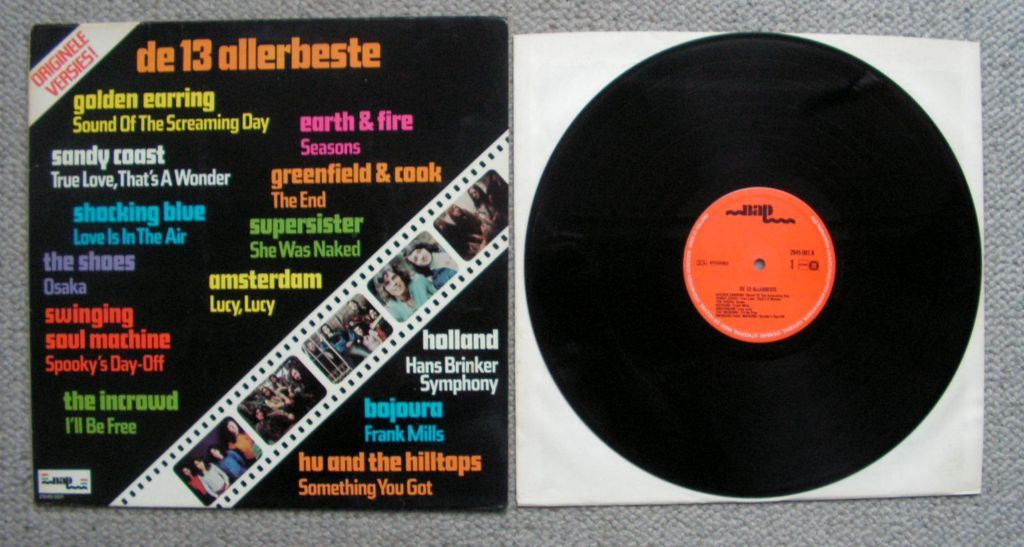 ORIGINELE
VERSIES!
de 13 allerbeste
golden earring
Sound Of The Screaming Day
earth & fire
Seasons
sandy coast
True Love, That's A Wonder
greenfield & cook
The End
shocking blue
Love Is In The Air
supersister
She Was Naked
the shoes
Osaka
amsterdam
Lucy, Lucy
swinging
soul machine
Spooky's Day-Off
holland
Hans Brinker
Symphony
the incrowd
I'll Be Free
bojoura
Frank Mills
hu and the hilltops
Something You Got
nap
nap
1
DE 13 ALLERBESTE